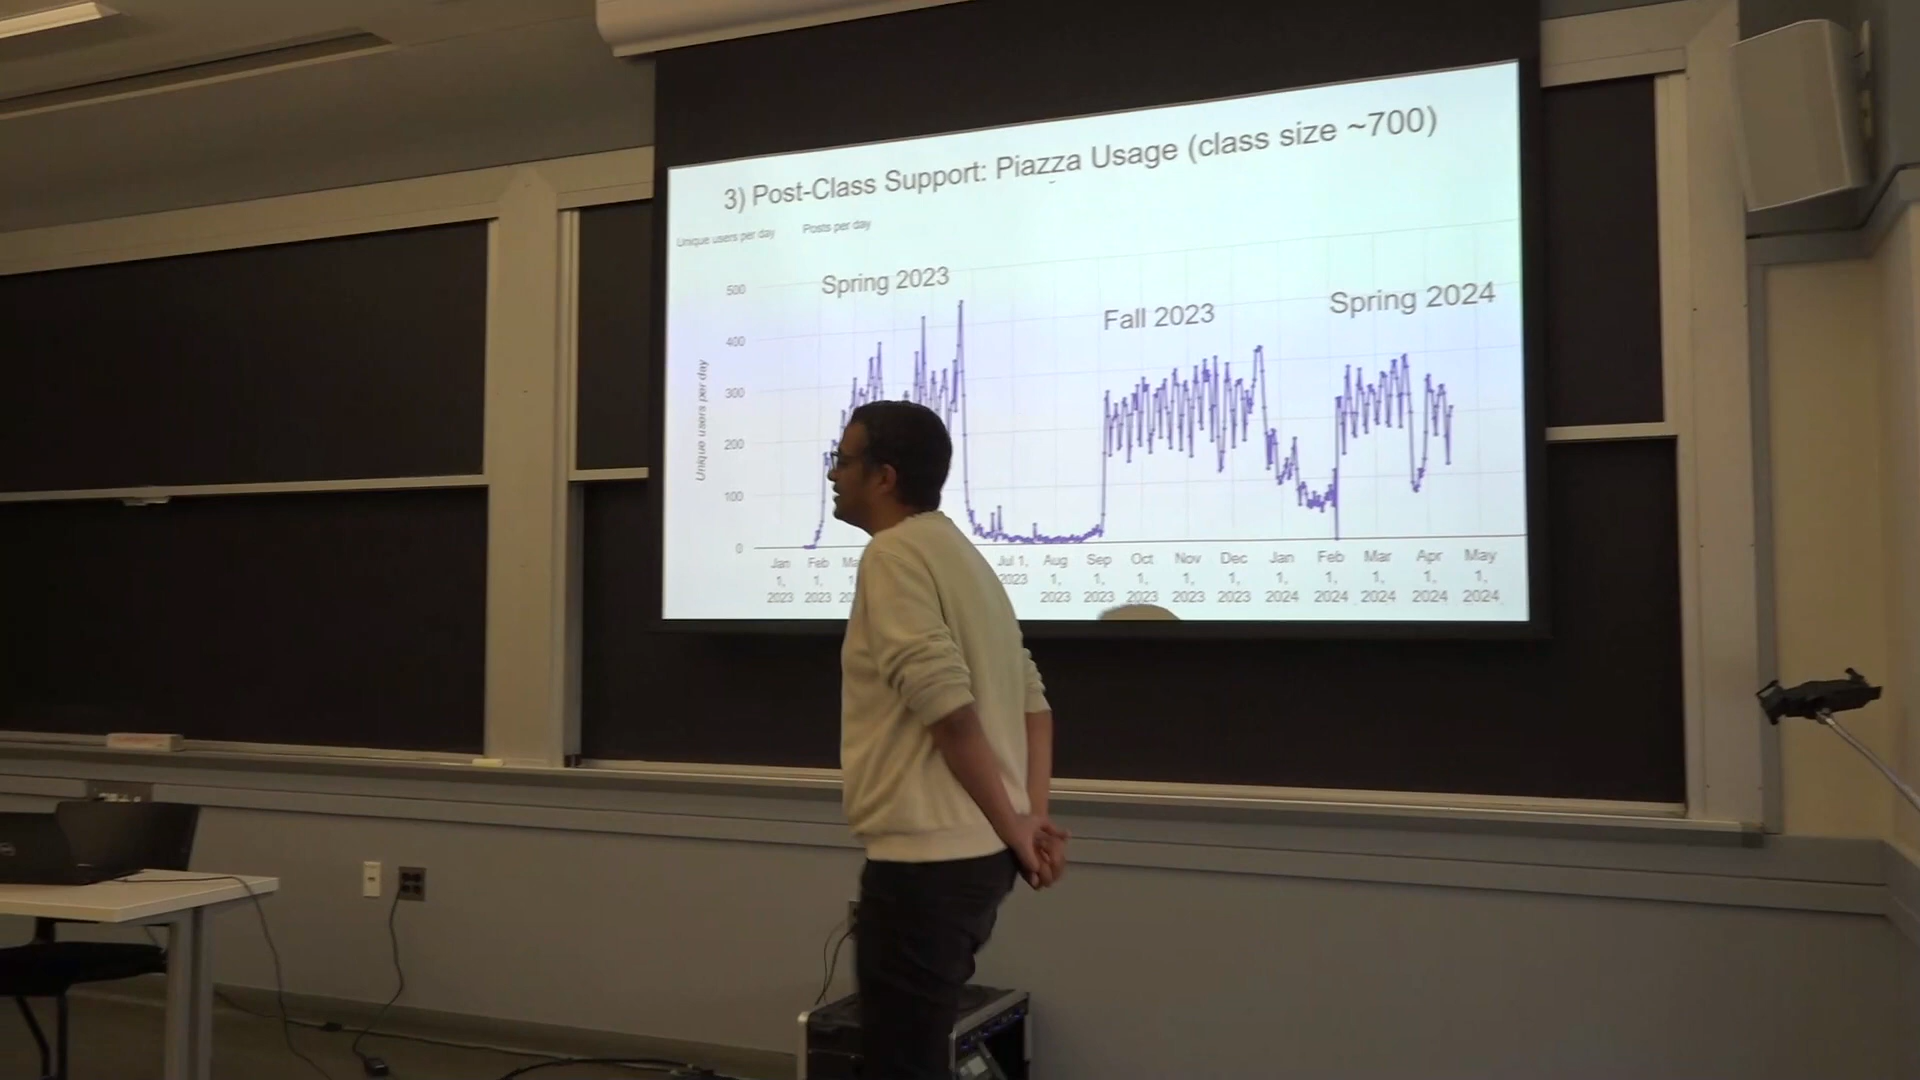 3) Post-Class Support: Piazza Usage (class size ~700)
Unique users per day Posts per day
Spring 2023
Fall 2023
Spring 2024
Unique users per day
500
400
300
200
100
0
Jan 1, 2023
Feb 1, 2023
Jul 1, 2023
Aug 1, 2023
Sep 1, 2023
Oct 1, 2023
Nov 1, 2023
Dec 1, 2023
Jan 1, 2024
Feb 1, 2024
Mar 1, 2024
Apr 1, 2024
May 1, 2024